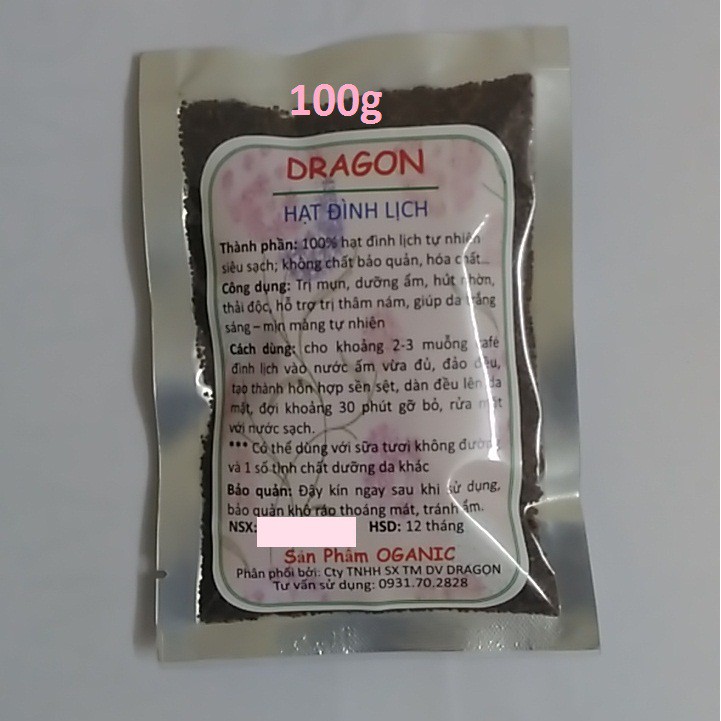 100g
DRAGON
HẠT ĐÌNH LỊCH
Thành phần: 100% hạt đình lịch tự nhiên
siêu sạch; không chất bảo quản, hóa chất...
Công dụng: Trị mụn, dưỡng ẩm, hút nhờn,
thải độc, hỗ trợ trị thâm nám, giúp da trắng
sáng – mịn màng tự nhiên
Cách dùng: cho khoảng 2-3 muỗng café
đình lịch vào nước ấm vừa đủ, đảo đều,
tạo thành hỗn hợp sền sệt, dàn đều lên da
mặt, đợi khoảng 30 phút gỡ bỏ, rửa mặt
với nước sạch.
*** Có thể dùng với sữa tươi không đường
và 1 số tinh chất dưỡng da khác
Bảo quản: Đậy kín ngay sau khi sử dụng,
bảo quản khô ráo thoáng mát, tránh ẩm.
NSX: HSD: 12 tháng
Sản Phẩm OGANIC
Phân phối bởi: Cty TNHH SX TM DV DRAGON
Tư vấn sử dụng: 0931.70.2828